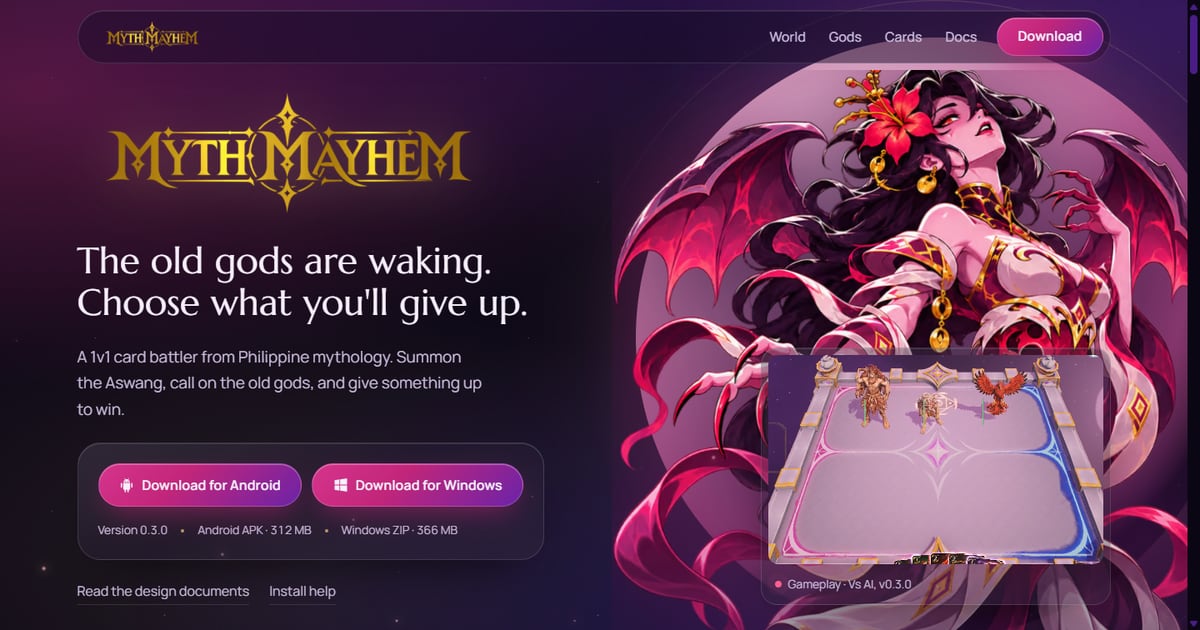 MYTH MAYHEM
World
Gods
Cards
Docs
Download
MYTH MAYHEM
The old gods are waking.
Choose what you'll give up.
A 1v1 card battler from Philippine mythology. Summon
the Aswang, call on the old gods, and give something up
to win.
Download for Android
Download for Windows
Version 0.3.0 • Android APK · 312 MB • Windows ZIP · 366 MB
Read the design documents
Install help
Gameplay · Vs AI, v0.3.0